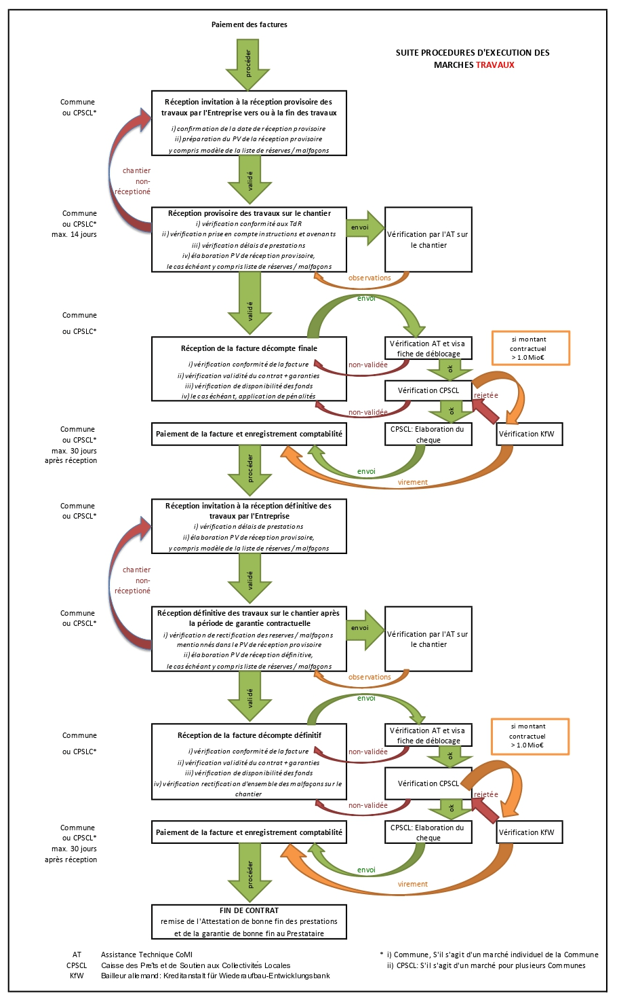 Paiement des factures
SUITE PROCEDURES D'EXECUTION DES
MARCHES TRAVAUX
procéder
Commune
ou CPSCL*
Réception invitation à la réception provisoire des
travaux par l'Entreprise vers ou à la fin des travaux
i) confirmation de la date de réception provisoire
ii) préparation du PV de la réception provisoire
y compris modèle de la liste de réserves / malfaçons
chantier
non-
réceptioné
validé
Commune
ou CPSLC*
max. 14 jours
Réception provisoire des travaux sur le chantier
i) vérification conformité aux TdR
ii) vérification prise en compte instructions et avenants
iii) vérification délais de prestations
iv) élaboration PV de réception provisoire,
le cas échéant y compris liste de réserves / malfaçons
envoi
Vérification par l'AT sur
le chantier
observations
validé
envoi
Commune
ou CPSLC*
Réception de la facture décompte finale
i) vérification conformité de la facture
ii) vérification validité du contrat + garanties
iii) vérification de disponibilité des fonds
iv) le cas échéant, application de pénalités
Vérification AT et visa
fiche de déblocage
si montant
contractuel
> 1.0 Mio€
non-validée
ok
Vérification CPSCL
rejetée
non-validée
ok
Commune
ou CPSCL*
max. 30 jours
après réception
Paiement de la facture et enregistrement comptabilité
CPSCL: Elaboration du
cheque
Vérification KfW
envoi
virement
procéder
Commune
ou CPSCL*
Réception invitation à la réception définitive des
travaux par l'Entreprise
i) vérification délais de prestations
ii) élaboration PV de réception provisoire,
y compris modèle de la liste de réserves / malfaçons
chantier
non-
réceptioné
validé
Commune
ou CPSCL*
Réception définitive des travaux sur le chantier après
la période de garantie contractuelle
i) vérification de rectification des reserves / malfaçons
mentionnés dans le PV de réception provisoire
ii) élaboration PV de réception définitive,
le cas échéant y compris liste de réserves / malfaçons
envoi
Vérification par l'AT sur
le chantier
observations
validé
envoi
Commune
ou CPSLC*
Réception de la facture décompte définitif
i) vérification conformité de la facture
ii) vérification validité du contrat + garanties
iii) vérification de disponibilité des fonds
iv) vérification rectification d'ensemble des malfaçons sur le
chantier
Vérification AT et visa
fiche de déblocage
si montant
contractuel
> 1.0 Mio€
non-validée
ok
Vérification CPSCL
rejetée
non-validée
ok
Commune
ou CPSCL*
max. 30 jours
après réception
Paiement de la facture et enregistrement comptabilité
CPSCL: Elaboration du
cheque
Vérification KfW
envoi
virement
procéder
FIN DE CONTRAT
remise de l'Attestation de bonne fin des prestations
et de la garantie de bonne fin au Prestataire
AT Assistance Technique CoMI
CPSCL Caisse des Prêts et de Soutien aux Collectivités Locales
KfW Bailleur allemand: Kreditanstalt für Wiederaufbau-Entwicklungsbank
* i) Commune, S'il s'agit d'un marché individuel de la Commune
ii) CPSCL: S'il s'agit d'un marché pour plusieurs Communes